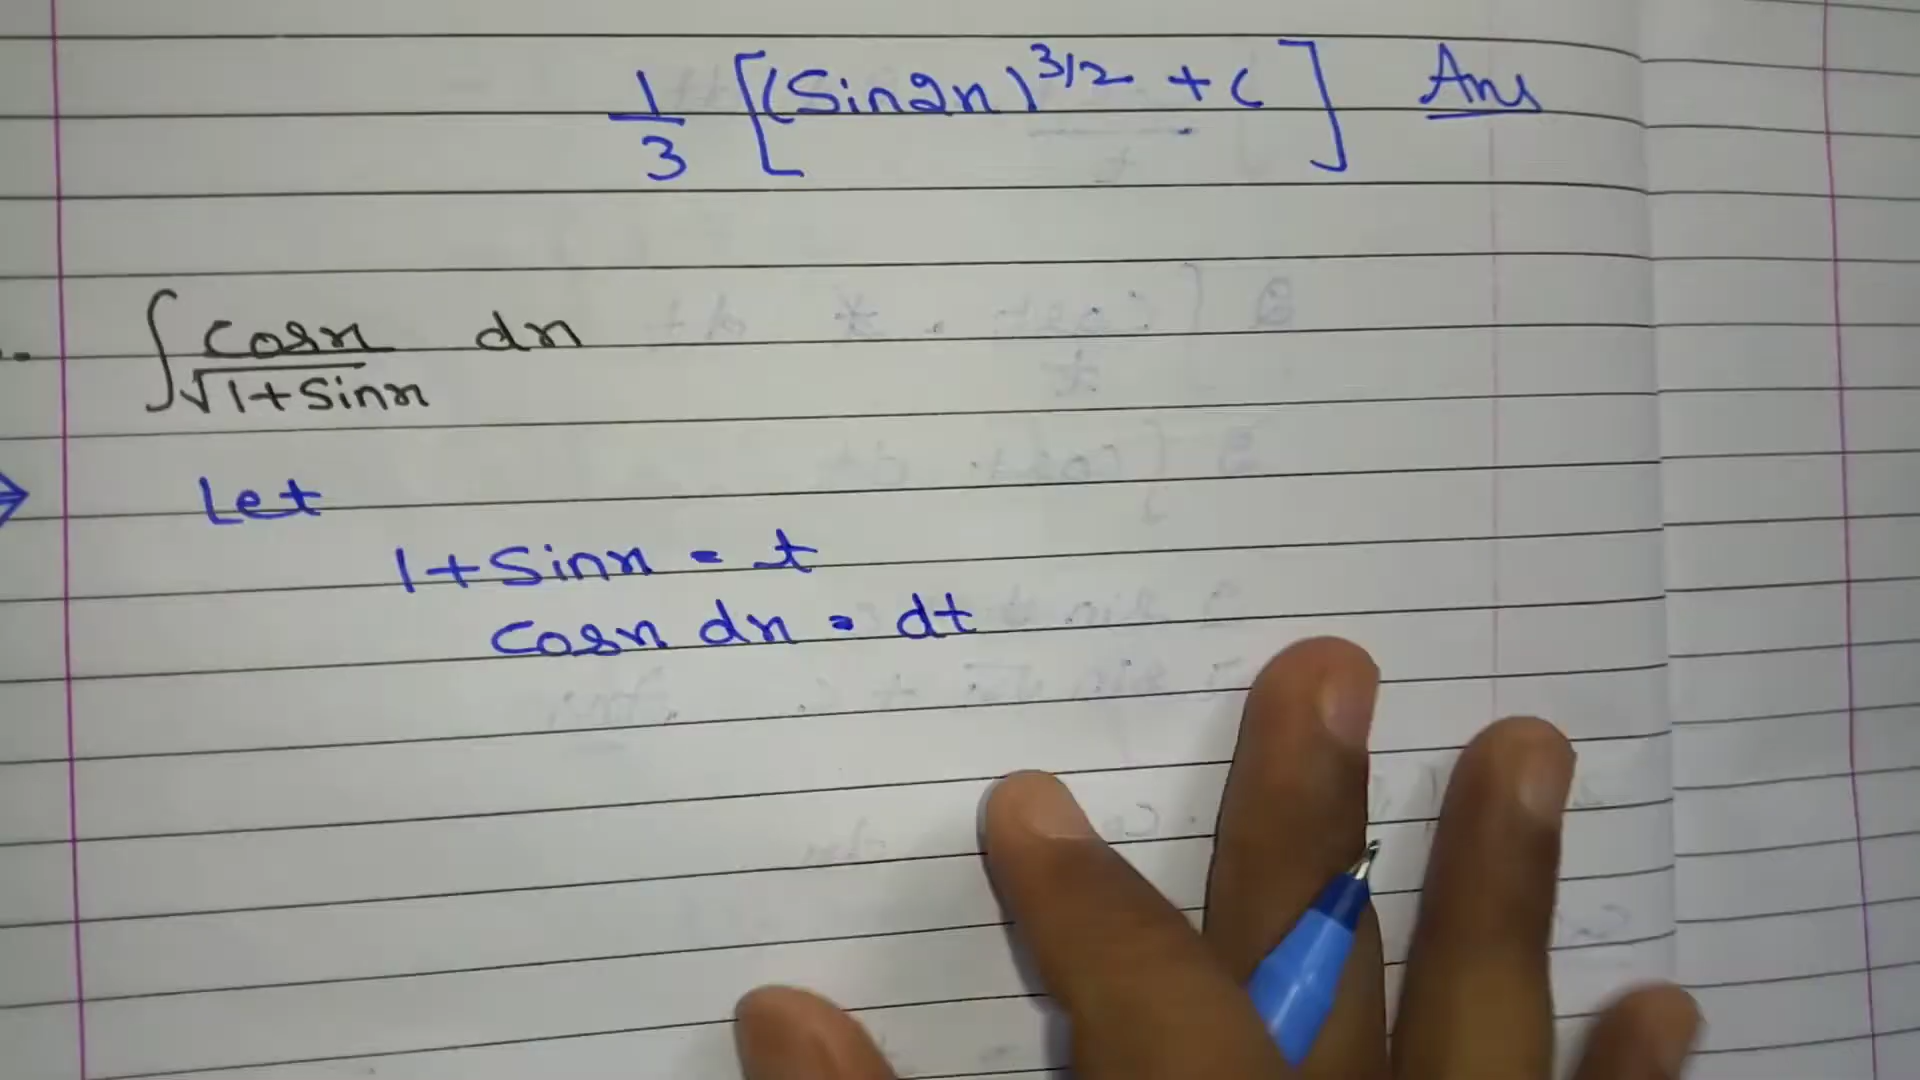 1/3 [(Sin2x)^3/2 + c] Ans
∫ cosx/√1+sinx dx
Let
1+Sinx = t
cosx dx = dt